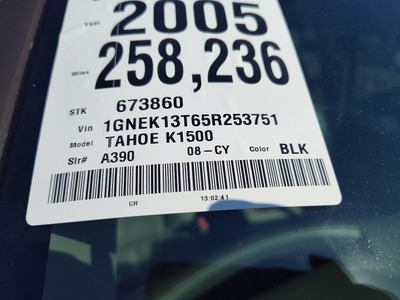 Year 2005
Miles 258,236
STK 673860
Vin 1GNEK13T65R253751
Model TAHOE K1500
Slr# A390 08-CY Color BLK
CR 13:02:41